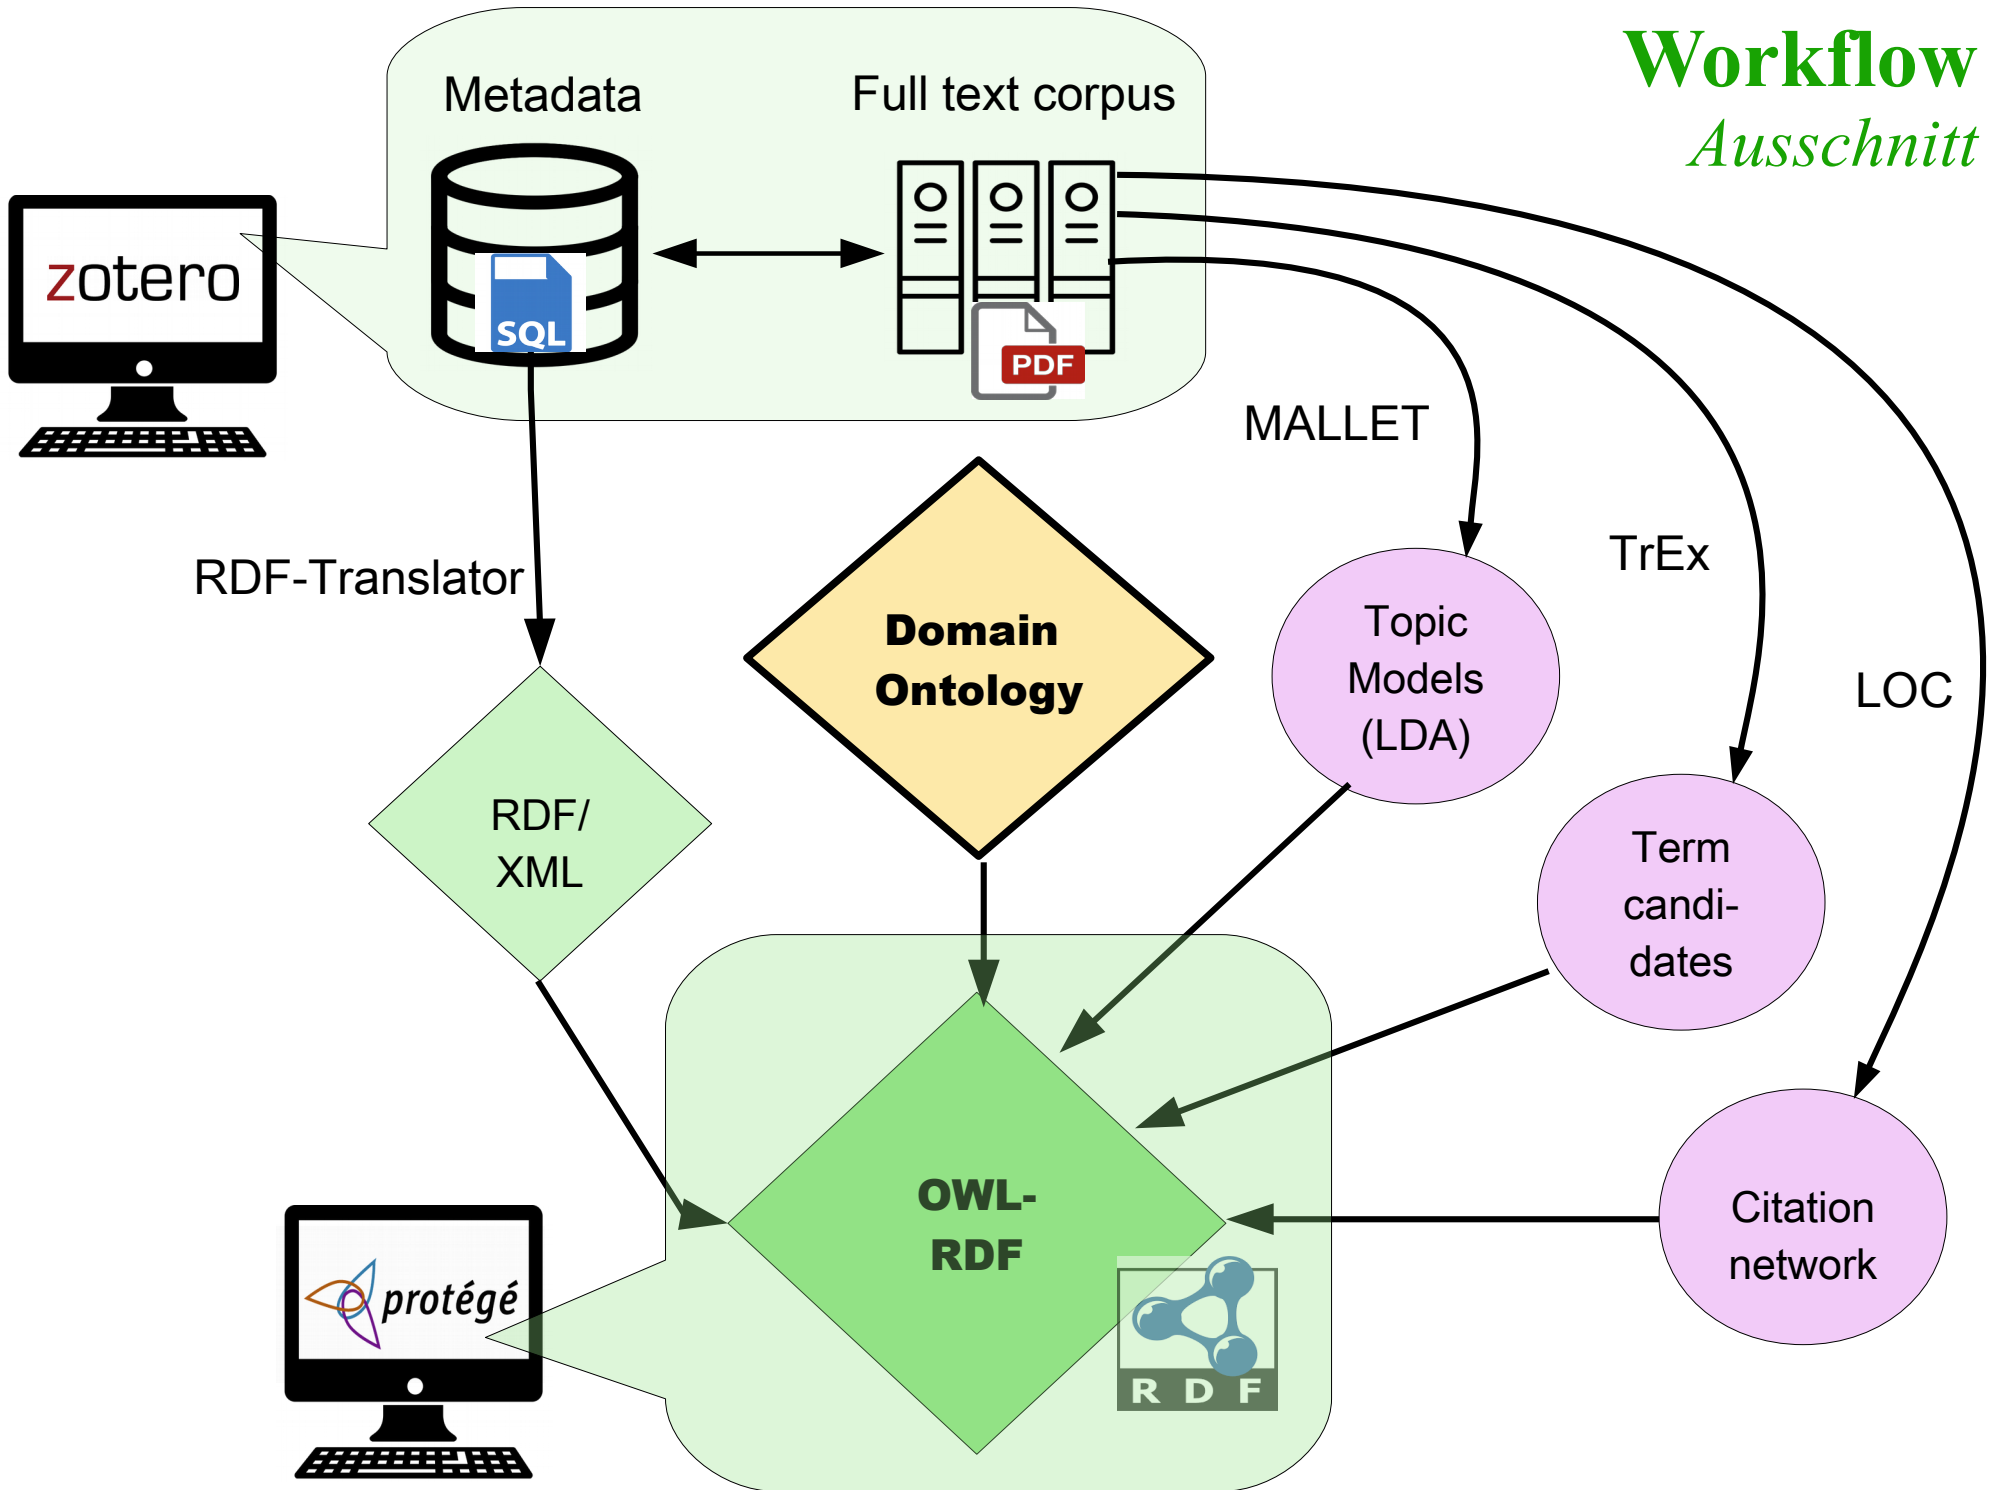 Workflow
Ausschnitt
Metadata
Full text corpus
zotero
SQL
PDF
MALLET
TrEx
RDF-Translator
LOC
Domain
Ontology
Topic
Models
(LDA)
RDF/
XML
Term
candi-
dates
OWL-
RDF
Citation
network
protégé
RDF